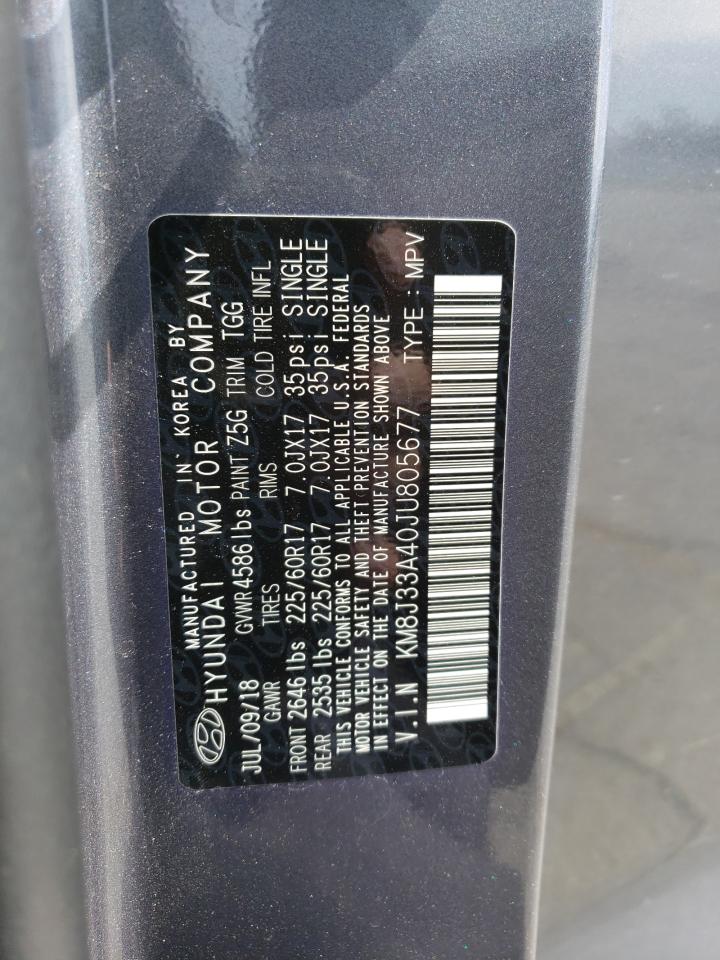 MANUFACTURED IN KOREA BY
HYUNDAI MOTOR COMPANY
JUL/09/18 GVWR 4586 lbs PAINT Z5G TRIM TGG
GAWR TIRES RIMS COLD TIRE INFL
FRONT 2646 lbs 225/60R17 7.0JX17 35psi SINGLE
REAR 2535 lbs 225/60R17 7.0JX17 35psi SINGLE
THIS VEHICLE CONFORMS TO ALL APPLICABLE U.S.A. FEDERAL
MOTOR VEHICLE SAFETY AND THEFT PREVENTION STANDARDS
IN EFFECT ON THE DATE OF MANUFACTURE SHOWN ABOVE
V.I.N KM8J33A40JU805677 TYPE : MPV